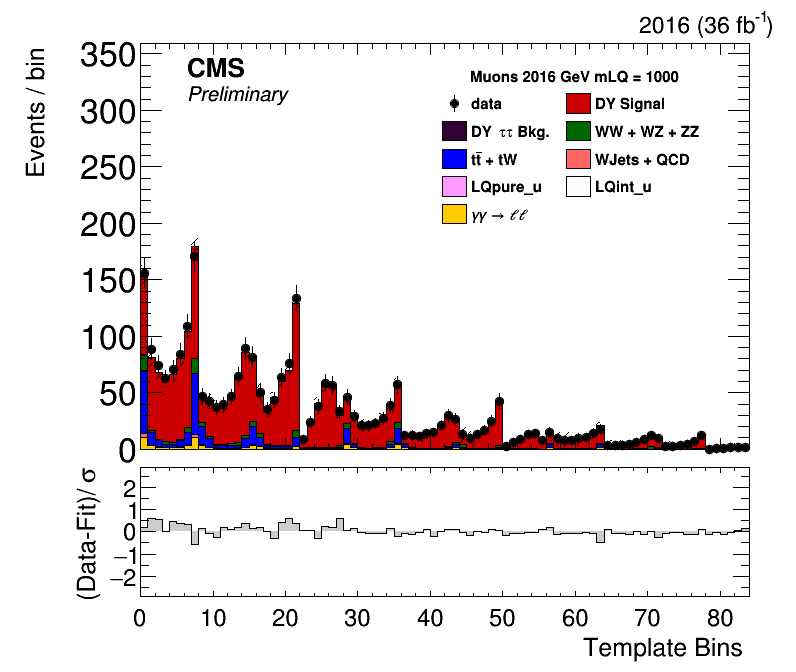 2016 (36 fb-1)
CMS
Preliminary
Muons 2016 GeV mLQ = 1000
data
DY Signal
DY ττ Bkg.
WW + WZ + ZZ
tt̄ + tW
WJets + QCD
LQpure_u
LQint_u
γγ → ℓℓ
Events / bin
350
300
250
200
150
100
50
0
(Data-Fit)/ σ
2
1
0
−1
−2
0 10 20 30 40 50 60 70 80
Template Bins